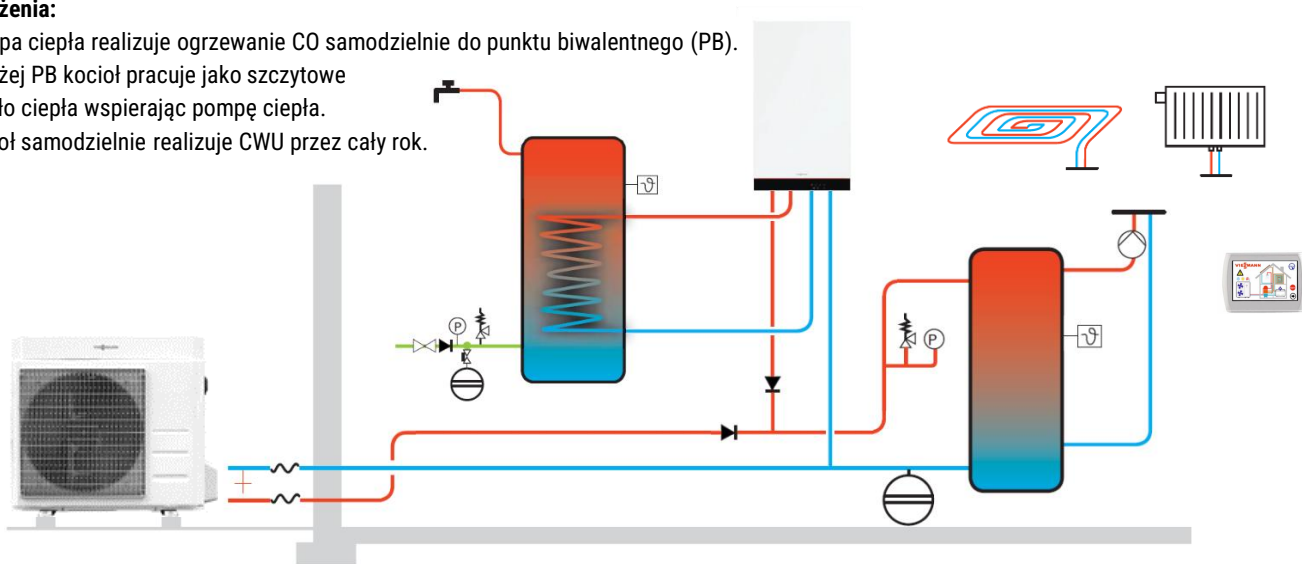 żenia:
pa ciepła realizuje ogrzewanie CO samodzielnie do punktu biwalentnego (PB).
żej PB kocioł pracuje jako szczytowe
ło ciepła wspierając pompę ciepła.
oł samodzielnie realizuje CWU przez cały rok.
ϑ
P
P
ϑ
VIESMANN